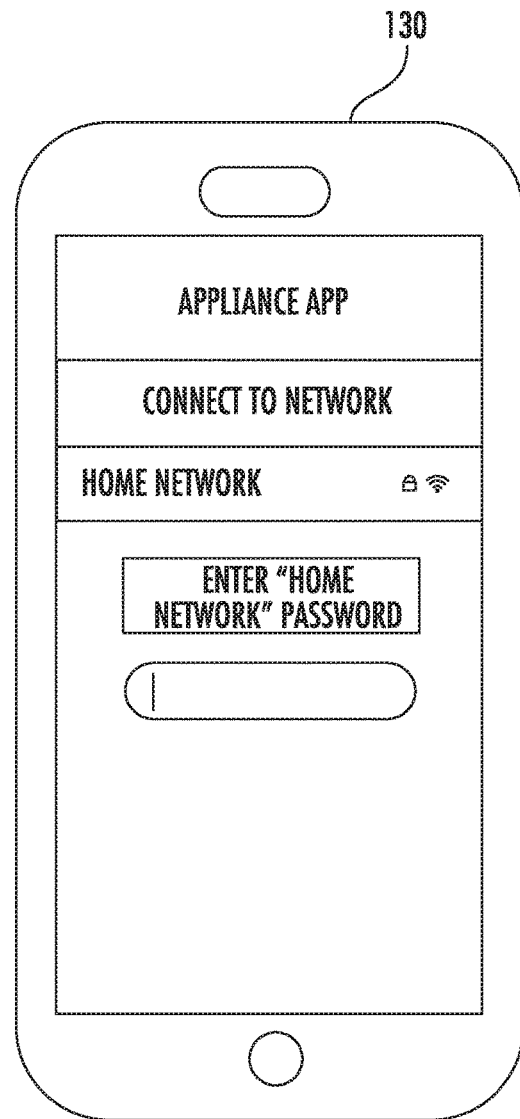 130
APPLIANCE APP
CONNECT TO NETWORK
HOME NETWORK
ENTER “HOME
NETWORK” PASSWORD